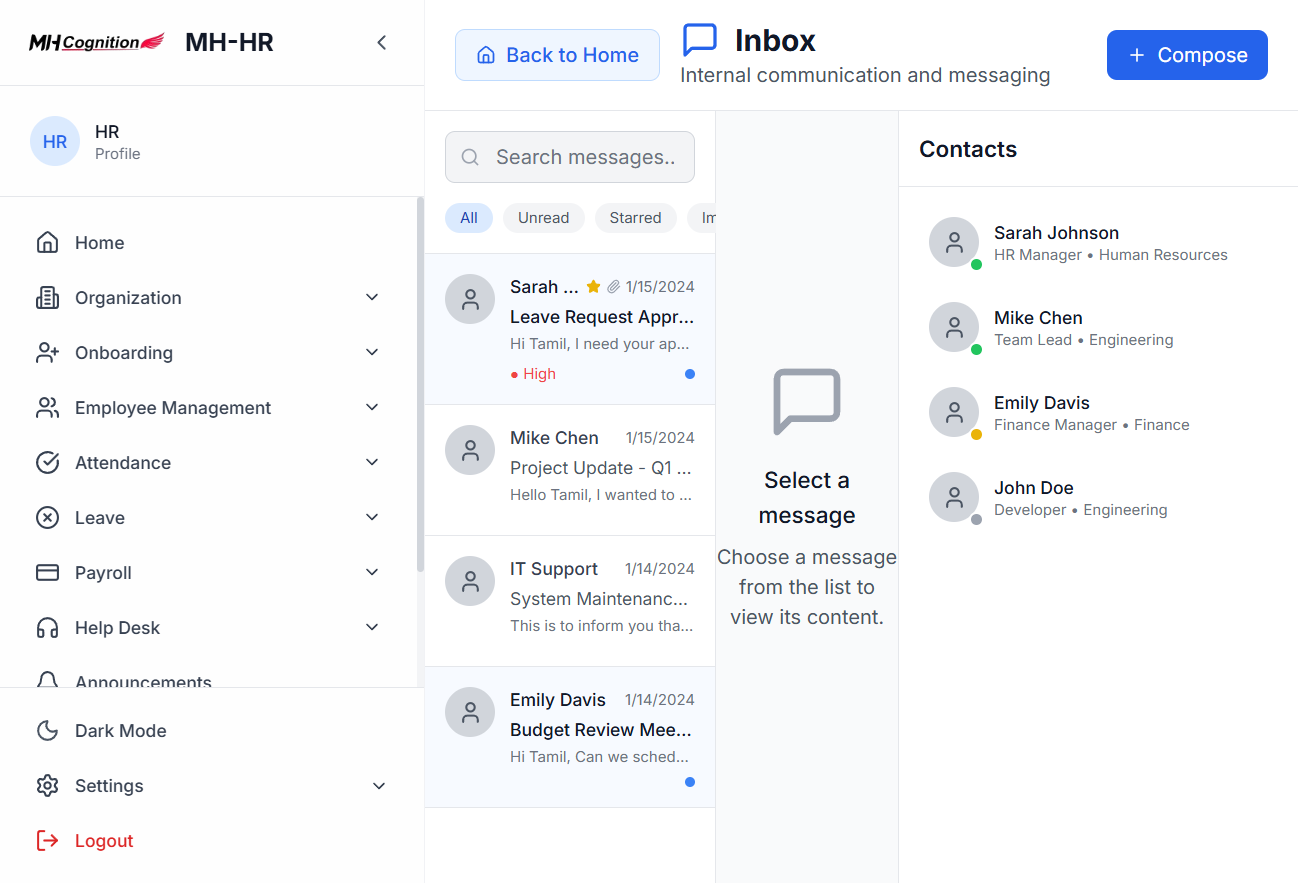 MH Cognition MH-HR
HR HR
Profile
Home
Organization
Onboarding
Employee Management
Attendance
Leave
Payroll
Help Desk
Announcements
Dark Mode
Settings
Logout
Back to Home
Inbox
Internal communication and messaging
+ Compose
Search messages..
All Unread Starred Im
Sarah ... 1/15/2024
Leave Request Appr...
Hi Tamil, I need your ap...
● High
Mike Chen 1/15/2024
Project Update - Q1 ...
Hello Tamil, I wanted to ...
IT Support 1/14/2024
System Maintenanc...
This is to inform you tha...
Emily Davis 1/14/2024
Budget Review Mee...
Hi Tamil, Can we sched...
Select a
message
Choose a message
from the list to
view its content.
Contacts
Sarah Johnson
HR Manager • Human Resources
Mike Chen
Team Lead • Engineering
Emily Davis
Finance Manager • Finance
John Doe
Developer • Engineering